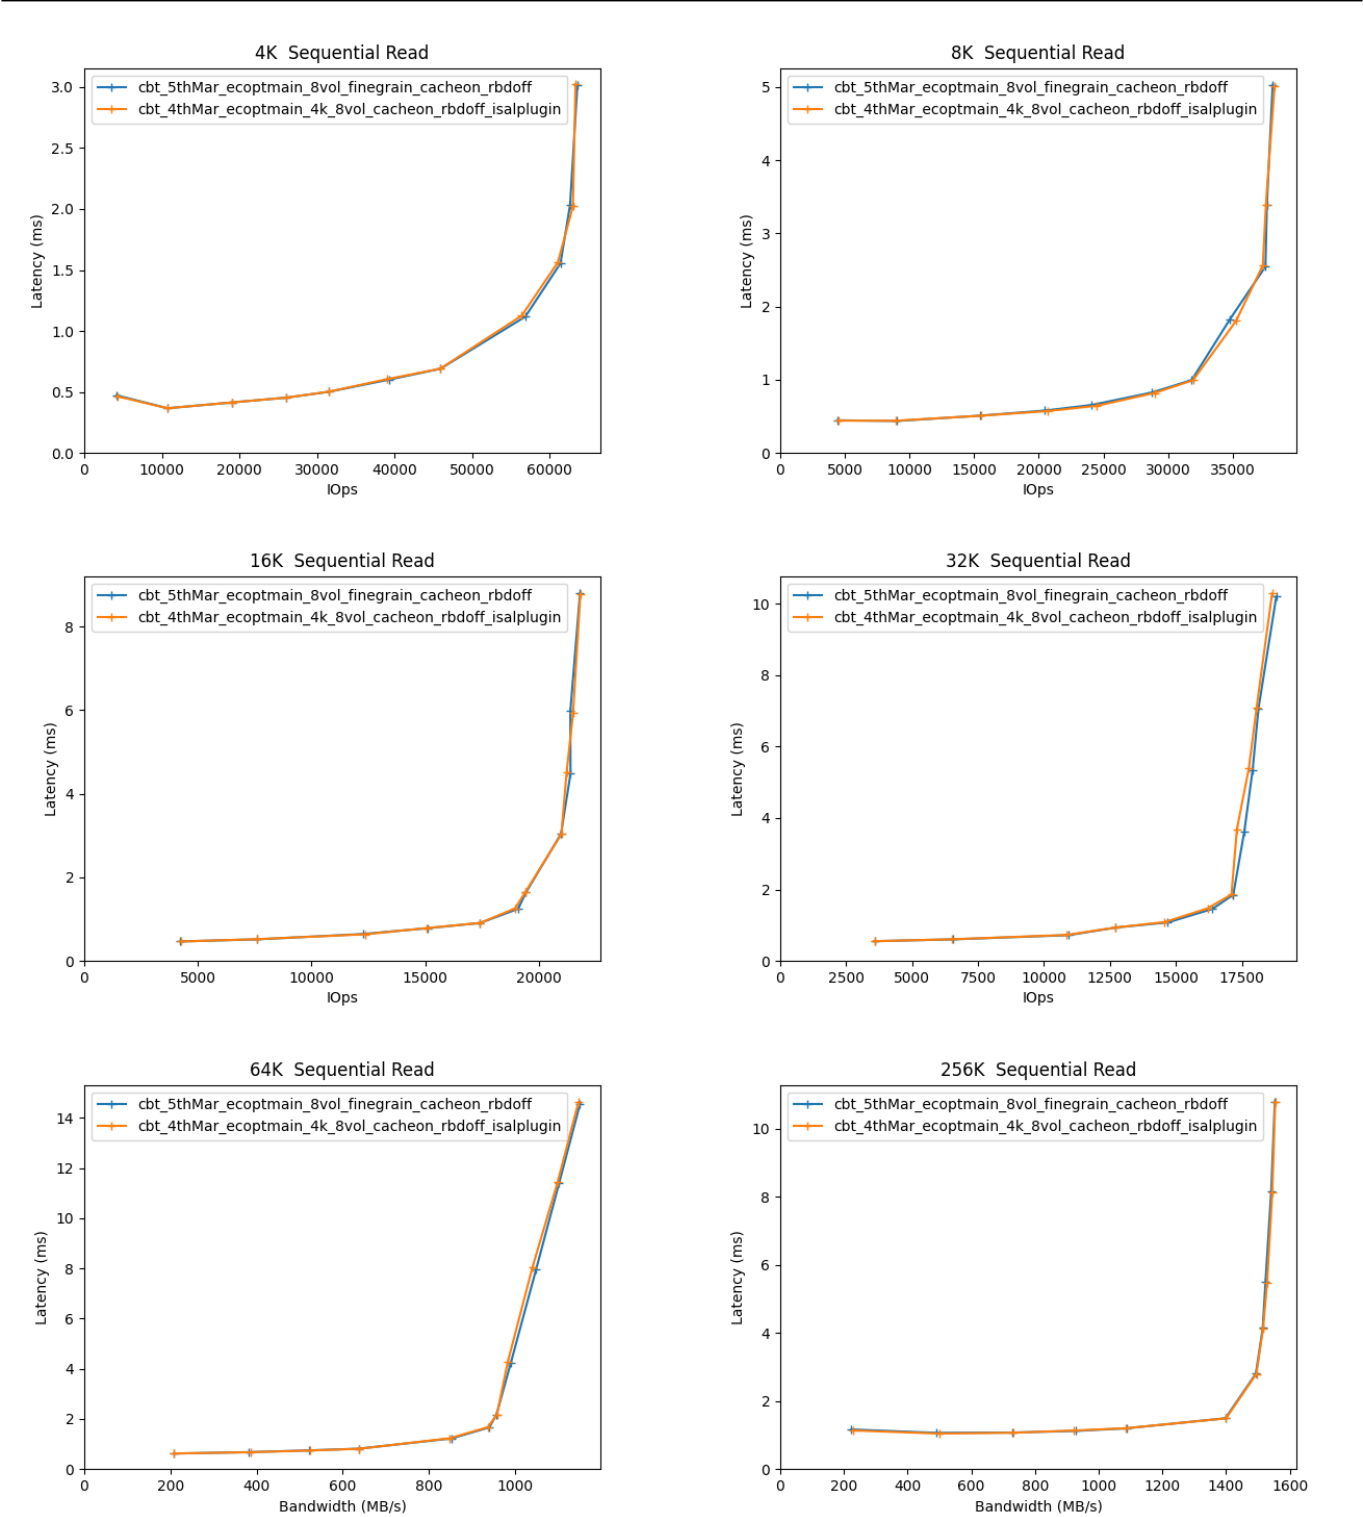 4K  Sequential Read
cbt_5thMar_ecoptmain_8vol_finegrain_cacheon_rbdoff
cbt_4thMar_ecoptmain_4k_8vol_cacheon_rbdoff_isalplugin
3.0
2.5
2.0
1.5
1.0
0.5
0.0
Latency (ms)
0 10000 20000 30000 40000 50000 60000
IOps
8K  Sequential Read
cbt_5thMar_ecoptmain_8vol_finegrain_cacheon_rbdoff
cbt_4thMar_ecoptmain_4k_8vol_cacheon_rbdoff_isalplugin
5
4
3
2
1
0
Latency (ms)
0 5000 10000 15000 20000 25000 30000 35000
IOps
16K  Sequential Read
cbt_5thMar_ecoptmain_8vol_finegrain_cacheon_rbdoff
cbt_4thMar_ecoptmain_4k_8vol_cacheon_rbdoff_isalplugin
8
6
4
2
0
Latency (ms)
0 5000 10000 15000 20000
IOps
32K  Sequential Read
cbt_5thMar_ecoptmain_8vol_finegrain_cacheon_rbdoff
cbt_4thMar_ecoptmain_4k_8vol_cacheon_rbdoff_isalplugin
10
8
6
4
2
0
Latency (ms)
0 2500 5000 7500 10000 12500 15000 17500
IOps
64K  Sequential Read
cbt_5thMar_ecoptmain_8vol_finegrain_cacheon_rbdoff
cbt_4thMar_ecoptmain_4k_8vol_cacheon_rbdoff_isalplugin
14
12
10
8
6
4
2
0
Latency (ms)
0 200 400 600 800 1000
Bandwidth (MB/s)
256K  Sequential Read
cbt_5thMar_ecoptmain_8vol_finegrain_cacheon_rbdoff
cbt_4thMar_ecoptmain_4k_8vol_cacheon_rbdoff_isalplugin
10
8
6
4
2
0
Latency (ms)
0 200 400 600 800 1000 1200 1400 1600
Bandwidth (MB/s)